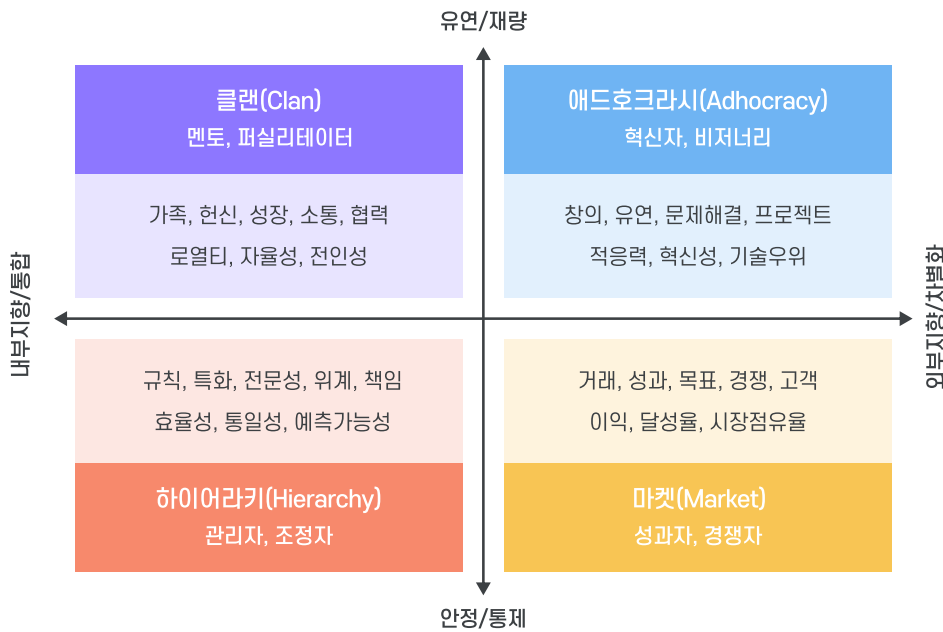 유연/재량
클랜(Clan)
멘토, 퍼실리테이터
가족, 헌신, 성장, 소통, 협력
로열티, 자율성, 전인성
애드호크라시(Adhocracy)
혁신자, 비저너리
창의, 유연, 문제해결, 프로젝트
적응력, 혁신성, 기술우위
내부지향/통합
외부지향/차별화
규칙, 특화, 전문성, 위계, 책임
효율성, 통일성, 예측가능성
하이어라키(Hierarchy)
관리자, 조정자
거래, 성과, 목표, 경쟁, 고객
이익, 달성율, 시장점유율
마켓(Market)
성과자, 경쟁자
안정/통제